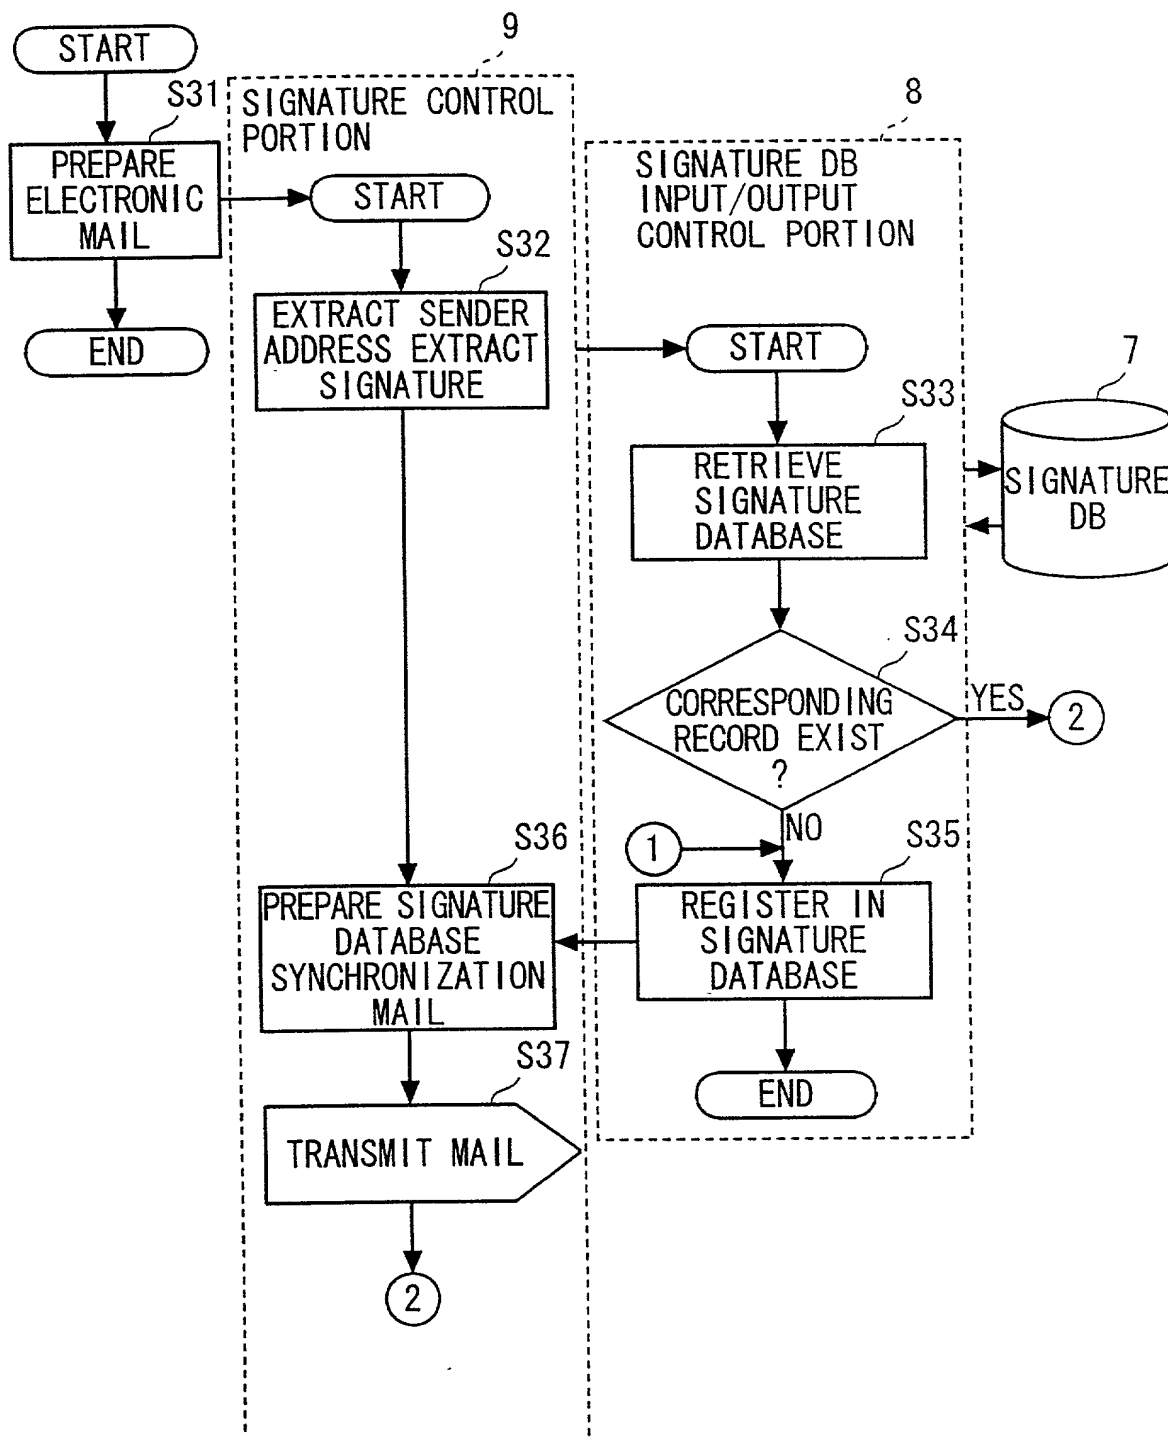 START
S31
PREPARE
ELECTRONIC
MAIL
END
9
SIGNATURE CONTROL
PORTION
START
S32
EXTRACT SENDER
ADDRESS EXTRACT
SIGNATURE
8
SIGNATURE DB
INPUT/OUTPUT
CONTROL PORTION
START
S33
RETRIEVE
SIGNATURE
DATABASE
7
SIGNATURE
DB
S34
CORRESPONDING
RECORD EXIST
?
YES
2
NO
1
S35
REGISTER IN
SIGNATURE
DATABASE
END
S36
PREPARE SIGNATURE
DATABASE
SYNCHRONIZATION
MAIL
S37
TRANSMIT MAIL
2